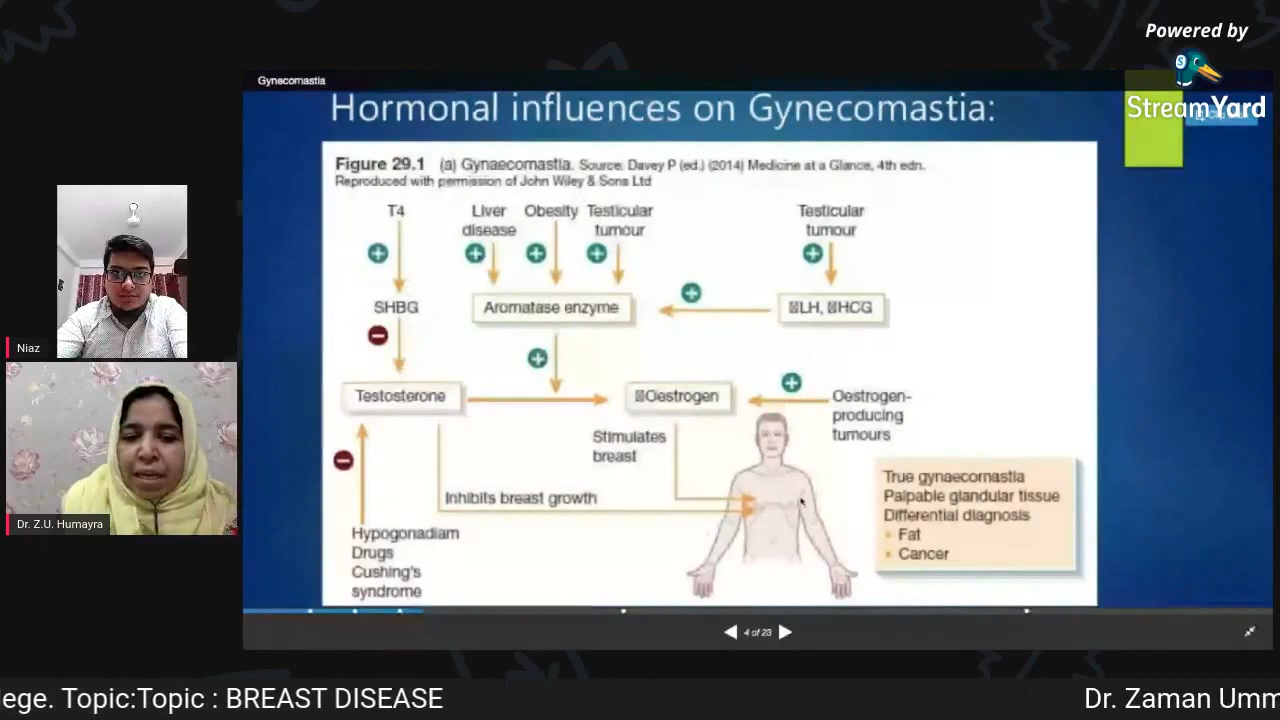 Powered by
StreamYard
Gynecomastia
Hormonal influences on Gynecomastia:
Figure 29.1 (a) Gynaecomastia. Source: Davey P (ed.) (2014) Medicine at a Glance, 4th edn.
Reproduced with permission of John Wiley & Sons Ltd
T4
Liver
disease
Obesity
Testicular
tumour
Testicular
tumour
SHBG
Aromatase enzyme
LH, HCG
Testosterone
Oestrogen
Oestrogen-
producing
tumours
Stimulates
breast
Inhibits breast growth
Hypogonadiam
Drugs
Cushing's
syndrome
True gynaecomastia
Palpable glandular tissue
Differential diagnosis
Fat
Cancer
4 of 23
Niaz
Dr. Z.U. Humayra
lege. Topic:Topic : BREAST DISEASE
Dr. Zaman Umm